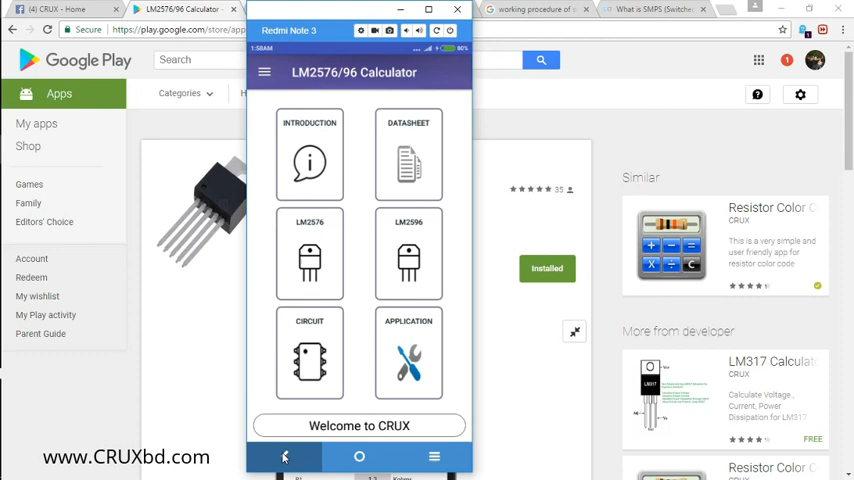 (4) CRUX - Home
LM2576/96 Calculator -
working procedure of s
What is SMPS (Switche
Secure
https://play.google.com/store/app
Redmi Note 3
1:58AM
80%
LM2576/96 Calculator
INTRODUCTION
DATASHEET
LM2576
LM2596
CIRCUIT
APPLICATION
Welcome to CRUX
Google Play
Search
1
Apps
Categories
H
My apps
Shop
Games
Family
Editors' Choice
Account
Redeem
My wishlist
My Play activity
Parent Guide
35
Installed
Similar
Resistor Color C
CRUX
This is a very simple and
user friendly app for
resistor color code
More from developer
LM317 Calculat
CRUX
Calculate Voltage ,
Current, Power
Dissipation for LM317
FREE
Resistor Color C
CRUX
www.CRUXbd.com